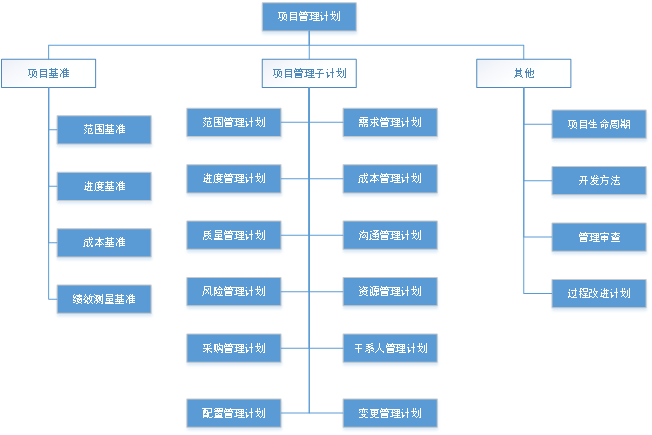 项目管理计划
项目基准
项目管理子计划
其他
范围基准
进度基准
成本基准
绩效测量基准
范围管理计划
需求管理计划
进度管理计划
成本管理计划
质量管理计划
沟通管理计划
风险管理计划
资源管理计划
采购管理计划
干系人管理计划
配置管理计划
变更管理计划
项目生命周期
开发方法
管理审查
过程改进计划